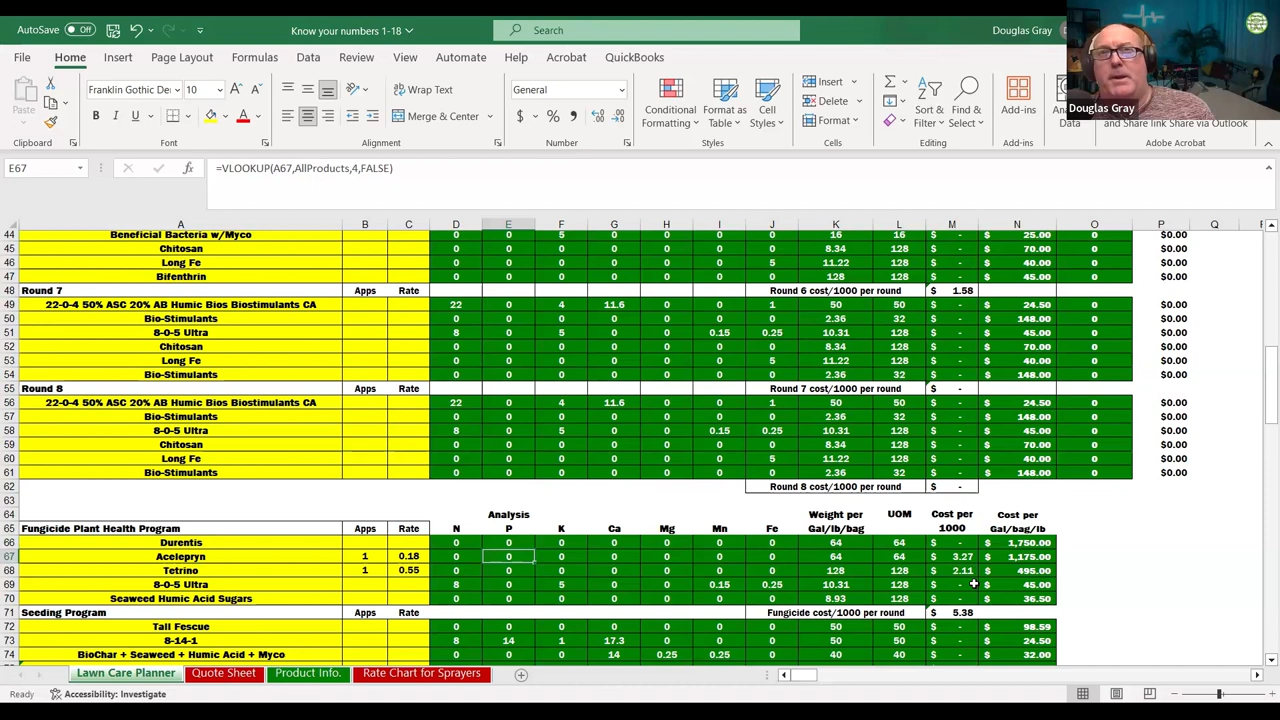 AutoSave Off Know your numbers 1-18 Search Douglas Gray
File Home Insert Page Layout Formulas Data Review View Automate Help Acrobat QuickBooks
Paste Franklin Gothic De 10 Wrap Text General Conditional Formatting Format as Table Cell Styles Insert Sort & Filter Find & Select Add-ins Douglas Gray
B I U Merge & Center $ % Delete Format Data and Share link Share via Outlook
Clipboard Font Alignment Number Styles Cells Editing Add-ins Adobe Acrobat
E67 =VLOOKUP(A67,AllProducts,4,FALSE)
A B C D E F G H I J K L M N O P Q
44 Beneficial Bacteria w/Myco 0 0 5 0 0 0 0 16 16 $ - $ 25.00 0 $0.00
45 Chitosan 0 0 0 0 0 0 0 8.34 128 $ - $ 70.00 0 $0.00
46 Long Fe 0 0 0 0 0 0 5 11.22 128 $ - $ 40.00 0 $0.00
47 Bifenthrin 0 0 0 0 0 0 0 128 128 $ - $ 45.00 0 $0.00
48 Round 7 Apps Rate Round 6 cost/1000 per round $ 1.58
49 22-0-4 50% ASC 20% AB Humic Bios Biostimulants CA 22 0 4 11.6 0 0 1 50 50 $ - $ 24.50 0 $0.00
50 Bio-Stimulants 0 0 0 0 0 0 0 2.36 32 $ - $ 148.00 0 $0.00
51 8-0-5 Ultra 8 0 5 0 0 0.15 0.25 10.31 128 $ - $ 45.00 0 $0.00
52 Chitosan 0 0 0 0 0 0 0 8.34 128 $ - $ 70.00 0 $0.00
53 Long Fe 0 0 0 0 0 0 5 11.22 128 $ - $ 40.00 0 $0.00
54 Bio-Stimulants 0 0 0 0 0 0 0 2.36 32 $ - $ 148.00 0 $0.00
55 Round 8 Apps Rate Round 7 cost/1000 per round $ -
56 22-0-4 50% ASC 20% AB Humic Bios Biostimulants CA 22 0 4 11.6 0 0 1 50 50 $ - $ 24.50 0 $0.00
57 Bio-Stimulants 0 0 0 0 0 0 0 2.36 32 $ - $ 148.00 0 $0.00
58 8-0-5 Ultra 8 0 5 0 0 0.15 0.25 10.31 128 $ - $ 45.00 0 $0.00
59 Chitosan 0 0 0 0 0 0 0 8.34 128 $ - $ 70.00 0 $0.00
60 Long Fe 0 0 0 0 0 0 5 11.22 128 $ - $ 40.00 0 $0.00
61 Bio-Stimulants 0 0 0 0 0 0 0 2.36 32 $ - $ 148.00 0 $0.00
62 Round 8 cost/1000 per round $ -
63
64 Analysis Weight per UOM Cost per Cost per
65 Fungicide Plant Health Program Apps Rate N P K Ca Mg Mn Fe Gal/lb/bag 1000 Gal/bag/lb
66 Durentis 0 0 0 0 0 0 0 64 64 $ - $ 1,750.00
67 Acelepryn 1 0.18 0 0 0 0 0 0 0 64 64 $ 3.27 $ 1,175.00
68 Tetrino 1 0.55 0 0 0 0 0 0 0 128 128 $ 2.11 $ 495.00
69 8-0-5 Ultra 8 0 5 0 0 0.15 0.25 10.31 128 $ - $ 45.00
70 Seaweed Humic Acid Sugars 0 0 0 0 0 0 0 8.93 128 $ - $ 36.50
71 Seeding Program Apps Rate Fungicide cost/1000 per round $ 5.38
72 Tall Fescue 0 0 0 0 0 0 0 50 50 $ - $ 98.59
73 8-14-1 8 14 1 17.3 0 0 0 50 50 $ - $ 24.50
74 BioChar + Seaweed + Humic Acid + Myco 0 0 0 14 0.25 0.25 0 40 40 $ - $ 32.00
Lawn Care Planner Quote Sheet Product Info. Rate Chart for Sprayers
Ready Accessibility: Investigate